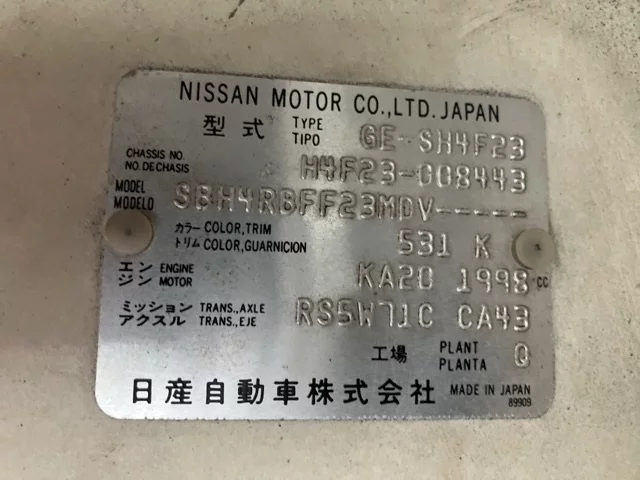 NISSAN MOTOR CO.,LTD. JAPAN
型式 TYPE TIPO GE-SH4F23
CHASSIS NO. NO. DE CHASIS H4F23-008443
MODEL MODELO SBH4RBFF23MDV-----
カラー COLOR,TRIM トリム COLOR,GUARNICION 531 K
エンジン ENGINE MOTOR KA20 1998 CC
ミッション TRANS.,AXLE アクスル TRANS.,EJE RS5W71C CA43
工場 PLANT PLANTA Q
日産自動車株式会社 MADE IN JAPAN
89909